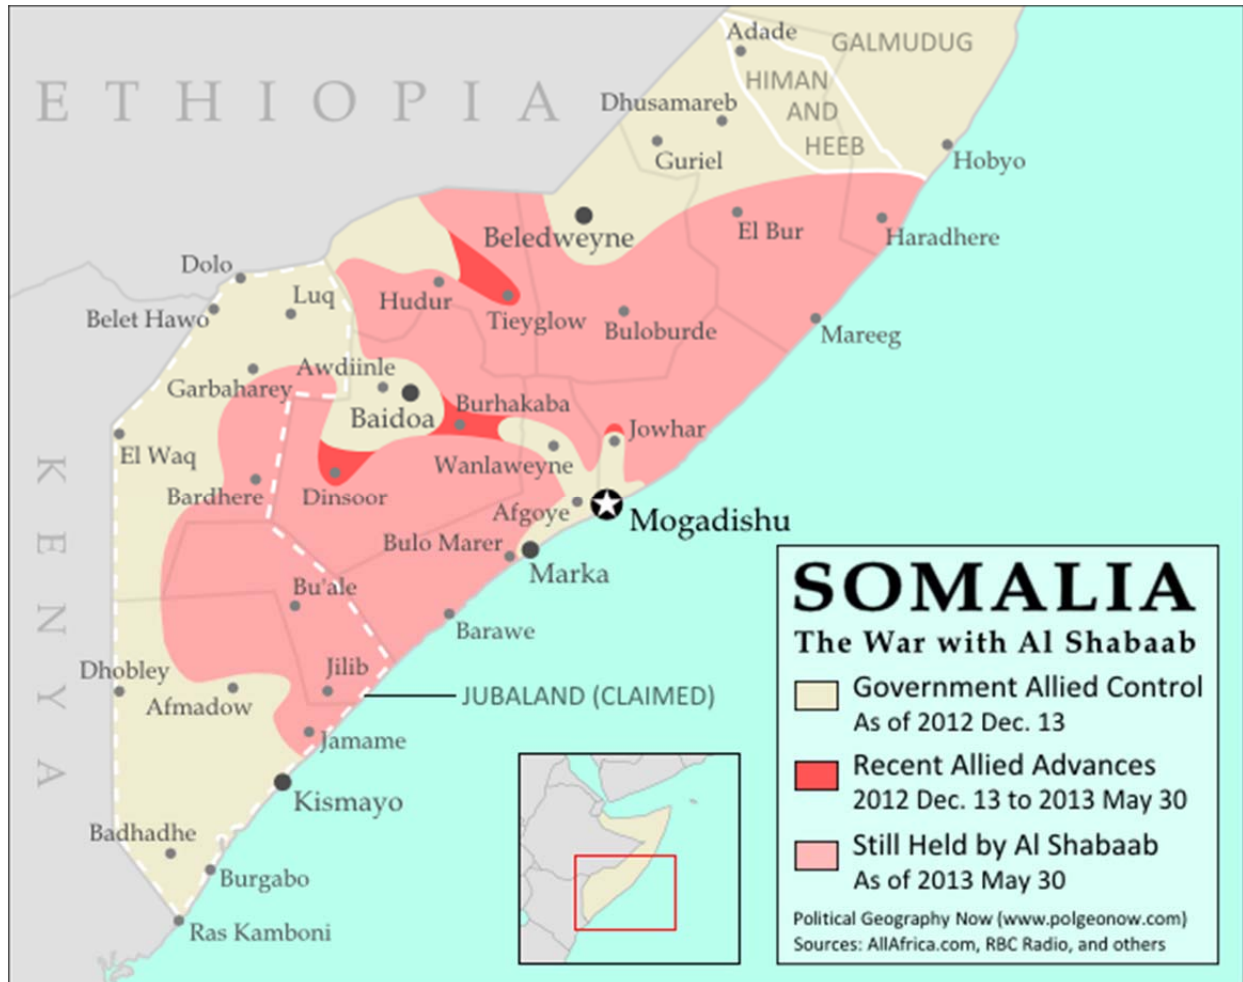 Adade
GALMUDUG
ETHIOPIA
HIMAN
AND
HEEB
Dhusamareb
Guriel
Hobyo
Beledweyne
El Bur
Haradhere
Dolo
Luq
Hudur
Belet Hawo
Tieyglow
Buloburde
Mareeg
Awdiinle
Garbaharey
Baidoa
Burhakaba
Jowhar
El Waq
Wanlaweyne
KENYA
Bardhere
Dinsoor
Afgoye
Mogadishu
Bulo Marer
Marka
Bu'ale
Barawe
Dhobley
Jilib
Afmadow
JUBALAND (CLAIMED)
Jamame
Kismayo
Badhadhe
Burgabo
Ras Kamboni
SOMALIA
The War with Al Shabaab
Government Allied Control
As of 2012 Dec. 13
Recent Allied Advances
2012 Dec. 13 to 2013 May 30
Still Held by Al Shabaab
As of 2013 May 30
Political Geography Now (www.polgeonow.com)
Sources: AllAfrica.com, RBC Radio, and others